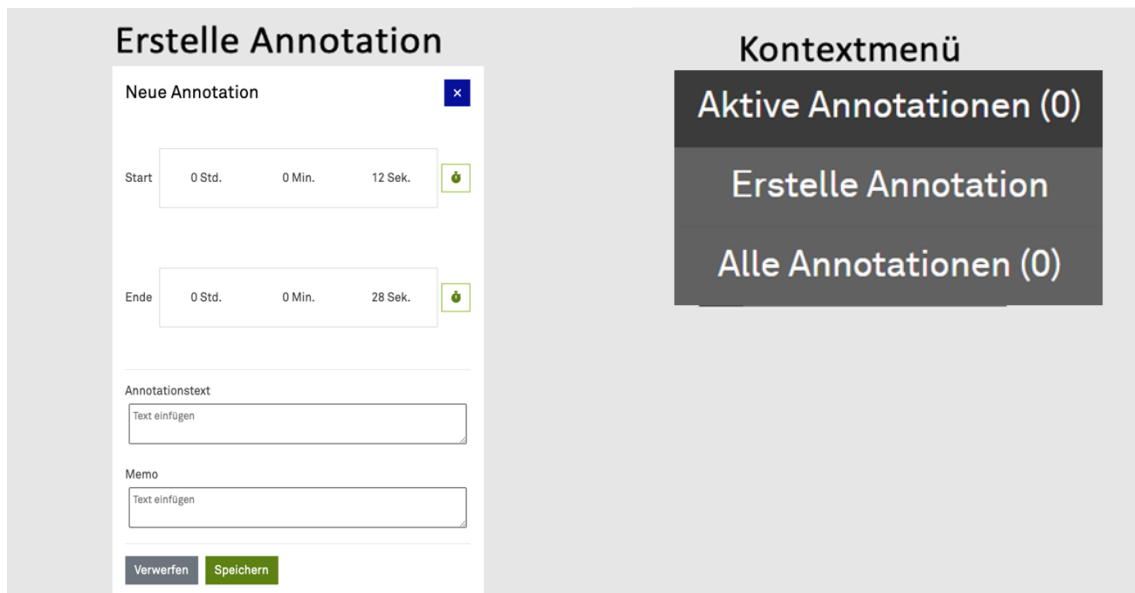 Erstelle Annotation
Neue Annotation
×
Start 0 Std. 0 Min. 12 Sek.
Ende 0 Std. 0 Min. 28 Sek.
Annotationstext
Text einfügen
Memo
Text einfügen
Verwerfen Speichern
Kontextmenü
Aktive Annotationen (0)
Erstelle Annotation
Alle Annotationen (0)